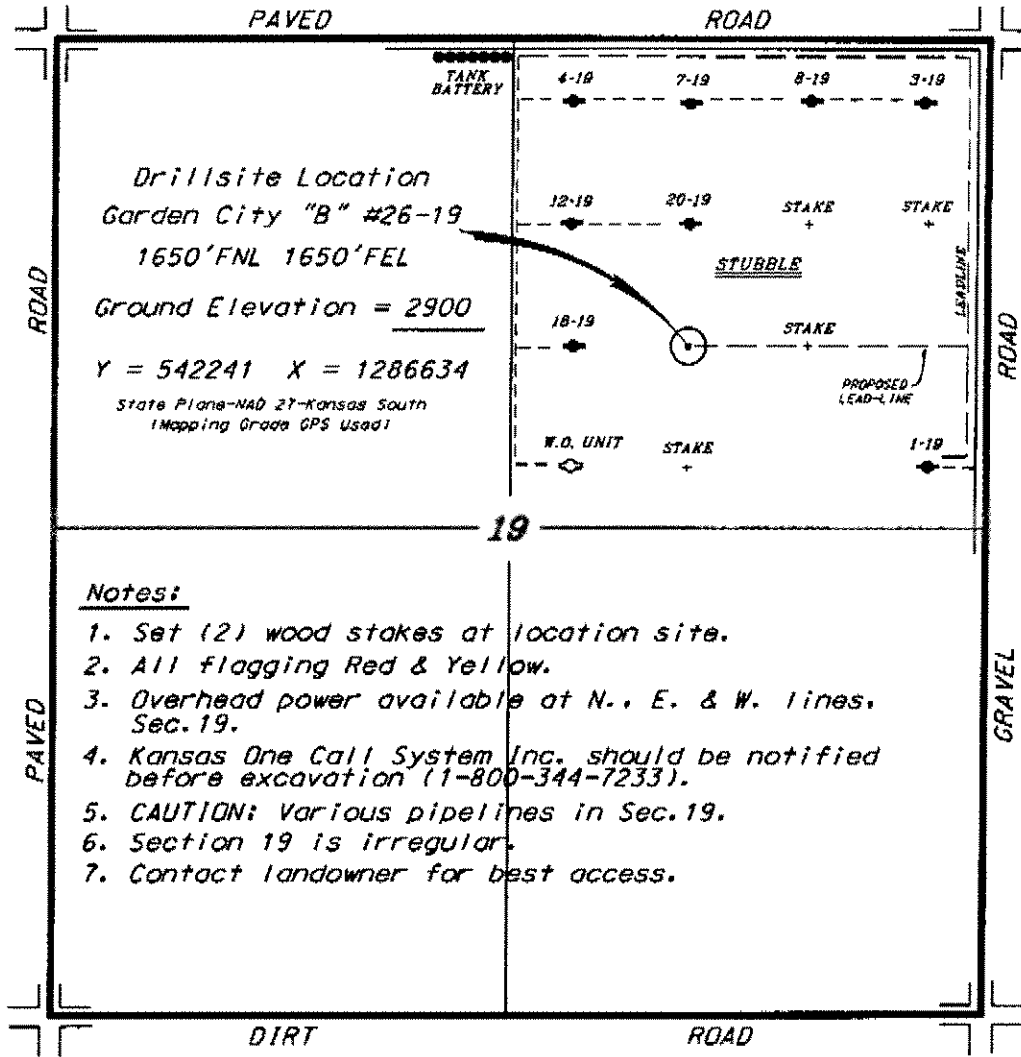 PAVED ROAD
TANK
BATTERY
4-19 7-19 8-19 3-19
Drillsite Location
Garden City "B" #26-19
1650'FNL 1650'FEL
Ground Elevation = 2900
Y = 542241 X = 1286634
State Plane-NAD 27-Kansas South
(Mapping Grade GPS Used)
12-19 20-19 STAKE STAKE
STUBBLE
LEADLINE
18-19 STAKE
PROPOSED
LEAD-LINE
W.O. UNIT STAKE 1-19
ROAD
ROAD
19
Notes:
1. Set (2) wood stakes at location site.
2. All flagging Red & Yellow.
3. Overhead power available at N., E. & W. lines,
Sec.19.
4. Kansas One Call System Inc. should be notified
before excavation (1-800-344-7233).
5. CAUTION: Various pipelines in Sec.19.
6. Section 19 is irregular.
7. Contact landowner for best access.
PAVED
GRAVEL
DIRT ROAD